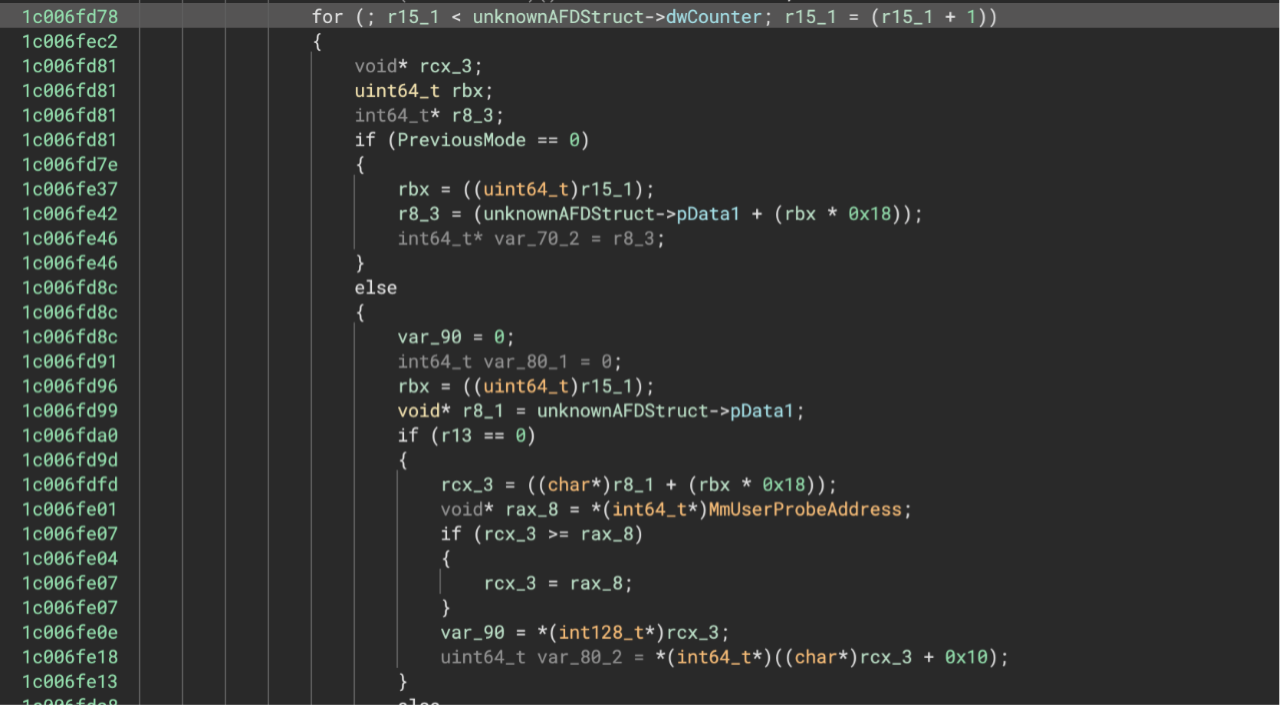 1c006fd78 for (; r15_1 < unknownAFDStruct->dwCounter; r15_1 = (r15_1 + 1))
1c006fec2 {
1c006fd81 void* rcx_3;
1c006fd81 uint64_t rbx;
1c006fd81 int64_t* r8_3;
1c006fd81 if (PreviousMode == 0)
1c006fd7e {
1c006fe37 rbx = ((uint64_t)r15_1);
1c006fe42 r8_3 = (unknownAFDStruct->pData1 + (rbx * 0x18));
1c006fe46 int64_t* var_70_2 = r8_3;
1c006fe46 }
1c006fd8c else
1c006fd8c {
1c006fd8c var_90 = 0;
1c006fd91 int64_t var_80_1 = 0;
1c006fd96 rbx = ((uint64_t)r15_1);
1c006fd99 void* r8_1 = unknownAFDStruct->pData1;
1c006fda0 if (r13 == 0)
1c006fd9d {
1c006fdfd rcx_3 = ((char*)r8_1 + (rbx * 0x18));
1c006fe01 void* rax_8 = *(int64_t*)MmUserProbeAddress;
1c006fe07 if (rcx_3 >= rax_8)
1c006fe04 {
1c006fe07 rcx_3 = rax_8;
1c006fe07 }
1c006fe0e var_90 = *(int128_t*)rcx_3;
1c006fe18 uint64_t var_80_2 = *(int64_t*)((char*)rcx_3 + 0x10);
1c006fe13 }
else